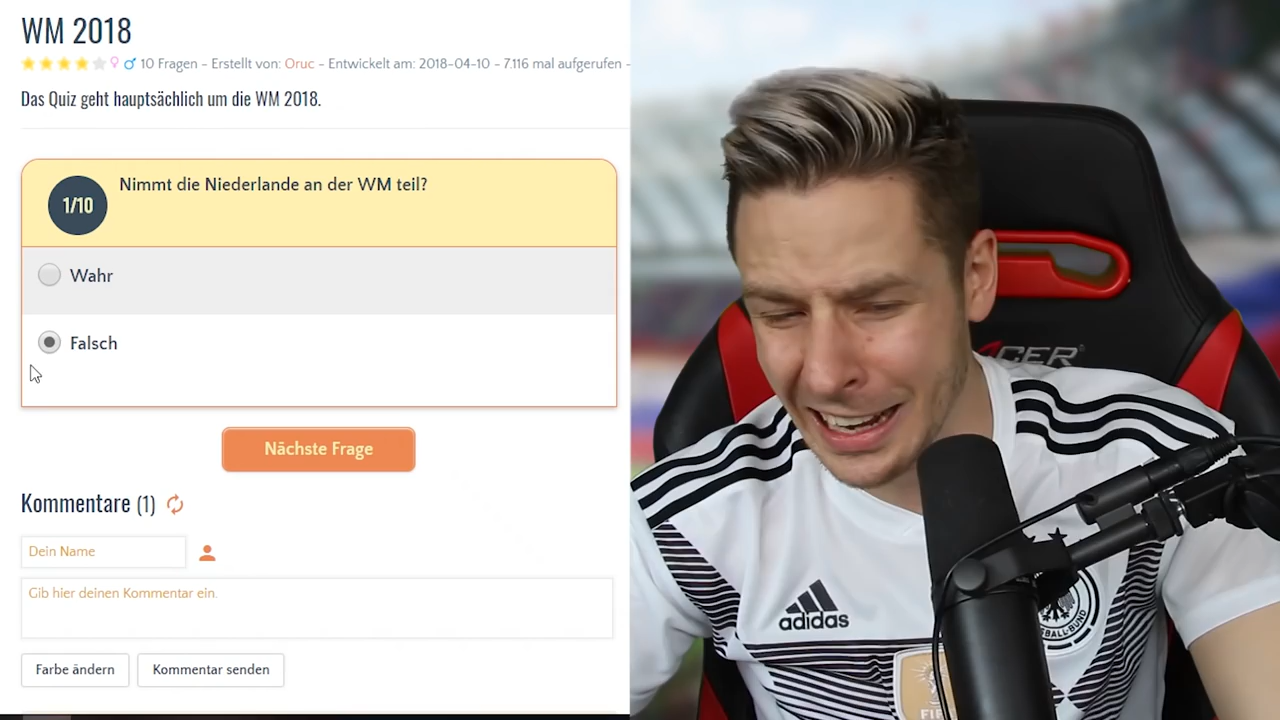 WM 2018
10 Fragen - Erstellt von: Oruc - Entwickelt am: 2018-04-10 - 7.116 mal aufgerufen -
Das Quiz geht hauptsächlich um die WM 2018.
1/10
Nimmt die Niederlande an der WM teil?
Wahr
Falsch
Nächste Frage
Kommentare (1)
Dein Name
Gib hier deinen Kommentar ein.
Farbe ändern
Kommentar senden
adidas